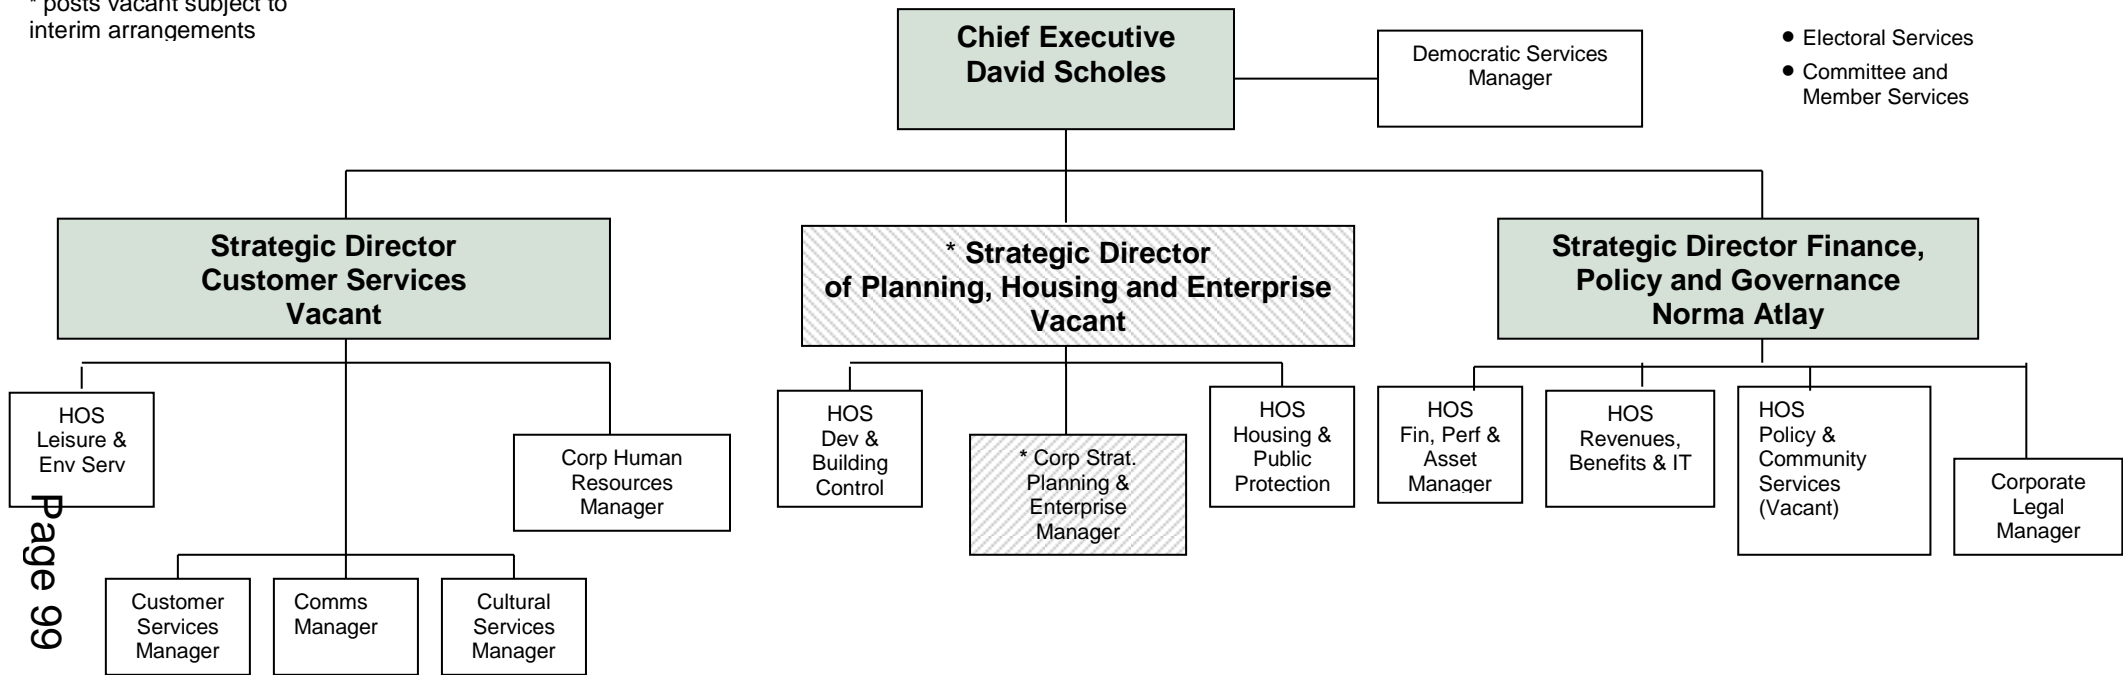 * posts vacant subject to
interim arrangements
Chief Executive
David Scholes
Democratic Services
Manager
• Electoral Services
• Committee and
Member Services
Strategic Director
Customer Services
Vacant
* Strategic Director
of Planning, Housing and Enterprise
Vacant
Strategic Director Finance,
Policy and Governance
Norma Atlay
HOS
Leisure &
Env Serv
Corp Human
Resources
Manager
HOS
Dev &
Building
Control
* Corp Strat.
Planning &
Enterprise
Manager
HOS
Housing &
Public
Protection
HOS
Fin, Perf &
Asset
Manager
HOS
Revenues,
Benefits & IT
HOS
Policy &
Community
Services
(Vacant)
Corporate
Legal
Manager
Customer
Services
Manager
Comms
Manager
Cultural
Services
Manager
Page 99